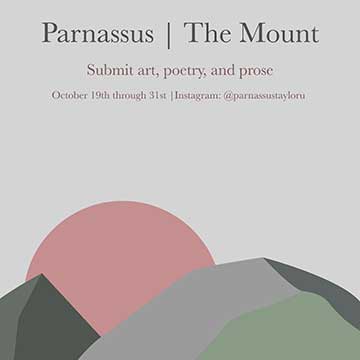 Parnassus | The Mount
Submit art, poetry, and prose
October 19th through 31st |Instagram: @parnassustayloru